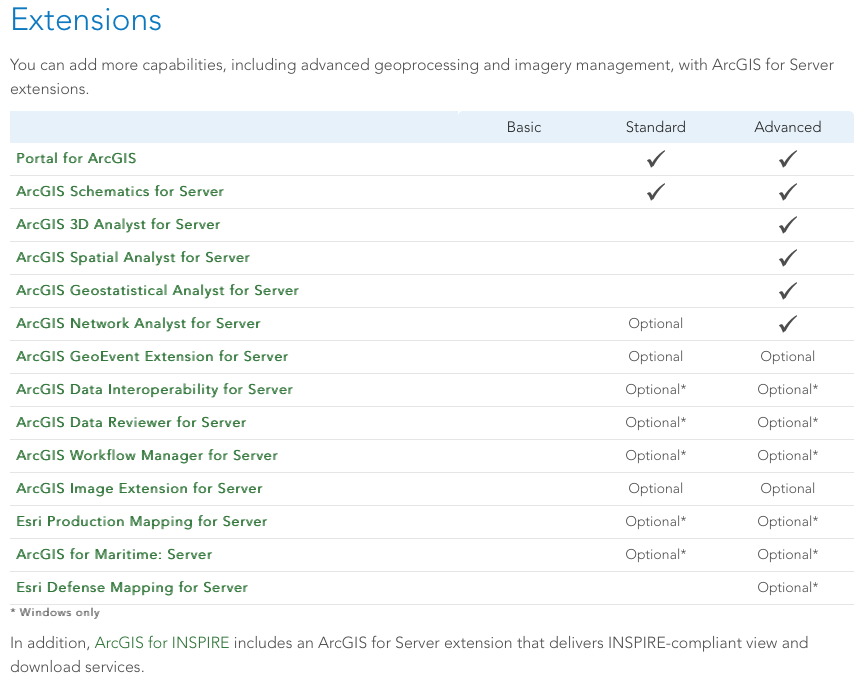 Extensions
You can add more capabilities, including advanced geoprocessing and imagery management, with ArcGIS for Server
extensions.
Basic Standard Advanced
Portal for ArcGIS ✓ ✓
ArcGIS Schematics for Server ✓ ✓
ArcGIS 3D Analyst for Server ✓
ArcGIS Spatial Analyst for Server ✓
ArcGIS Geostatistical Analyst for Server ✓
ArcGIS Network Analyst for Server Optional ✓
ArcGIS GeoEvent Extension for Server Optional Optional
ArcGIS Data Interoperability for Server Optional* Optional*
ArcGIS Data Reviewer for Server Optional* Optional*
ArcGIS Workflow Manager for Server Optional* Optional*
ArcGIS Image Extension for Server Optional Optional
Esri Production Mapping for Server Optional* Optional*
ArcGIS for Maritime: Server Optional* Optional*
Esri Defense Mapping for Server Optional*
* Windows only
In addition, ArcGIS for INSPIRE includes an ArcGIS for Server extension that delivers INSPIRE-compliant view and
download services.